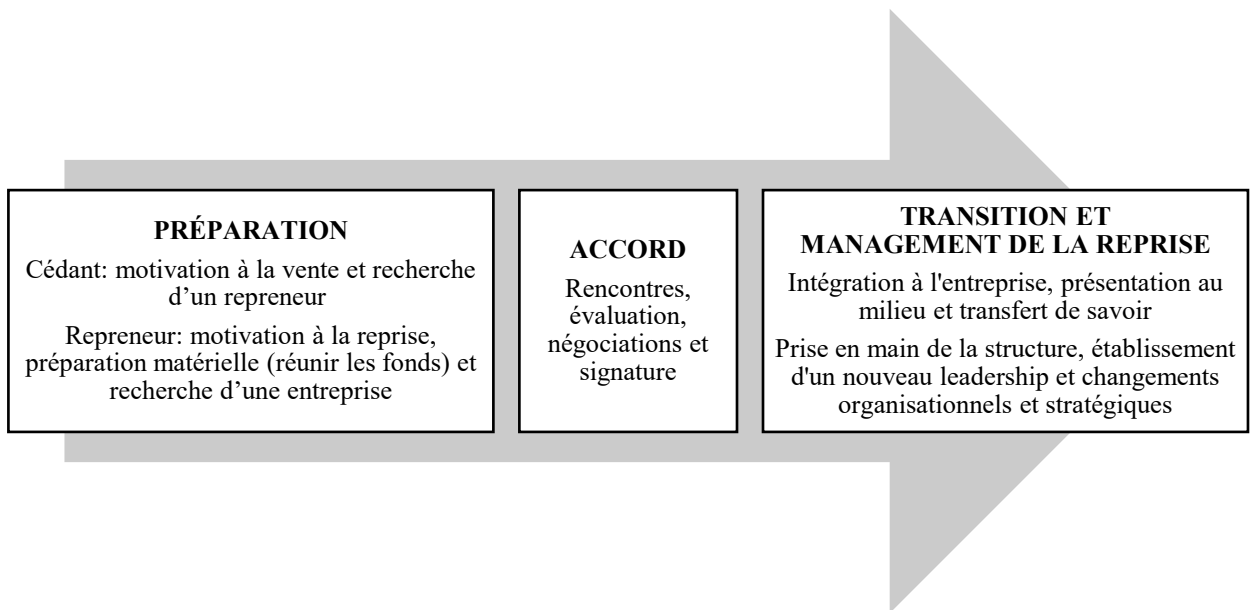 PRÉPARATION
Cédant: motivation à la vente et recherche
d’un repreneur
Repreneur: motivation à la reprise,
préparation matérielle (réunir les fonds) et
recherche d’une entreprise
ACCORD
Rencontres,
évaluation,
négociations et
signature
TRANSITION ET
MANAGEMENT DE LA REPRISE
Intégration à l'entreprise, présentation au
milieu et transfert de savoir
Prise en main de la structure, établissement
d'un nouveau leadership et changements
organisationnels et stratégiques